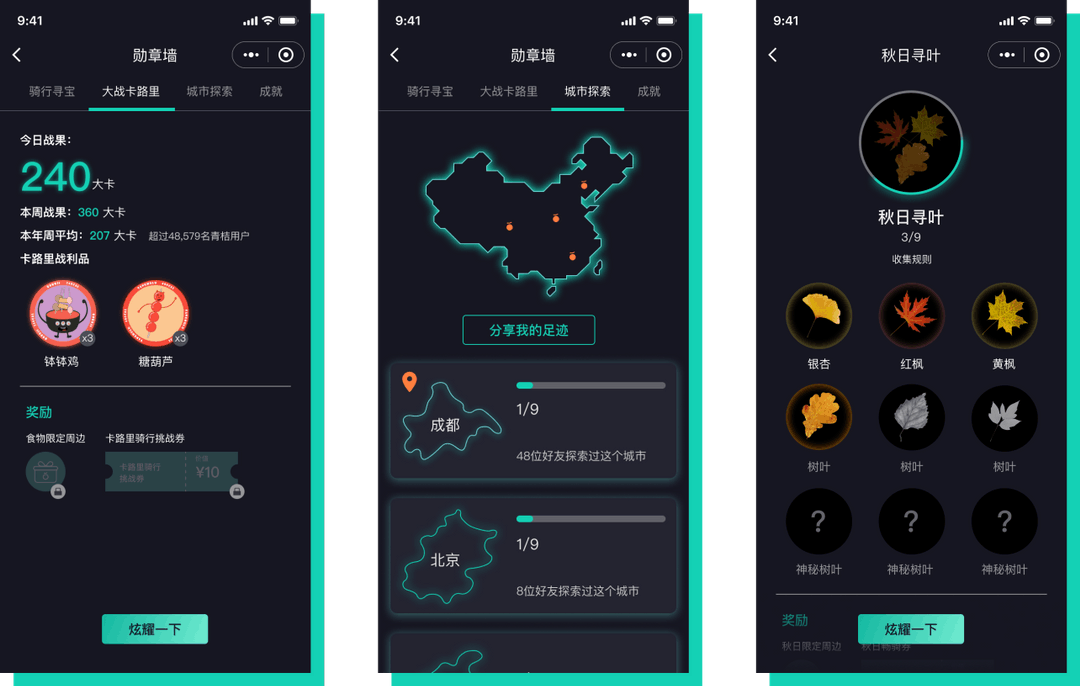 9:41
勋章墙
骑行寻宝 大战卡路里 城市探索 成就
今日战果：
240大卡
本周战果： 360 大卡
本年周平均： 207 大卡 超过48,579名青桔用户
卡路里战利品
x3 x3
钵钵鸡 糖葫芦
奖励
食物限定周边 卡路里骑行挑战券
卡路里骑行
挑战券
¥10
炫耀一下
9:41
勋章墙
骑行寻宝 大战卡路里 城市探索 成就
分享我的足迹
成都
1/9
48位好友探索过这个城市
北京
1/9
8位好友探索过这个城市
9:41
秋日寻叶
秋日寻叶
3/9
收集规则
银杏 红枫 黄枫
树叶 树叶 树叶
? ? ?
神秘树叶 神秘树叶 神秘树叶
奖励
炫耀一下
秋日限定周边 秋日畅骑券